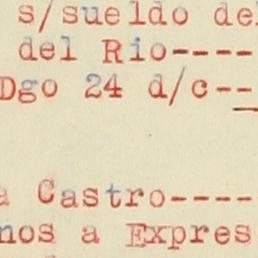 s/sueldo de
del Rio----
Dgo 24 d/c--
a Castro----
nos a Expres